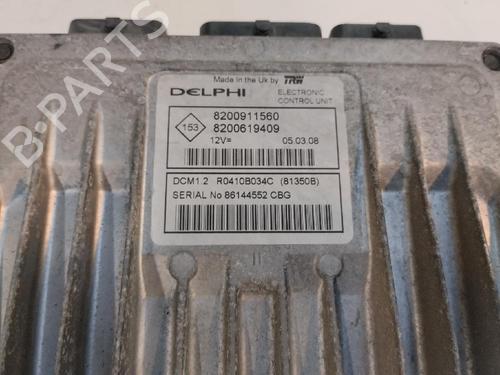 B-PARTS
Made in the Uk by TRW
DELPHI
ELECTRONIC
CONTROL UNIT
153
8200911560
8200619409
12V=
05.03.08
DCM1.2 R0410B034C (81350B)
SERIAL No 86144552 CBG